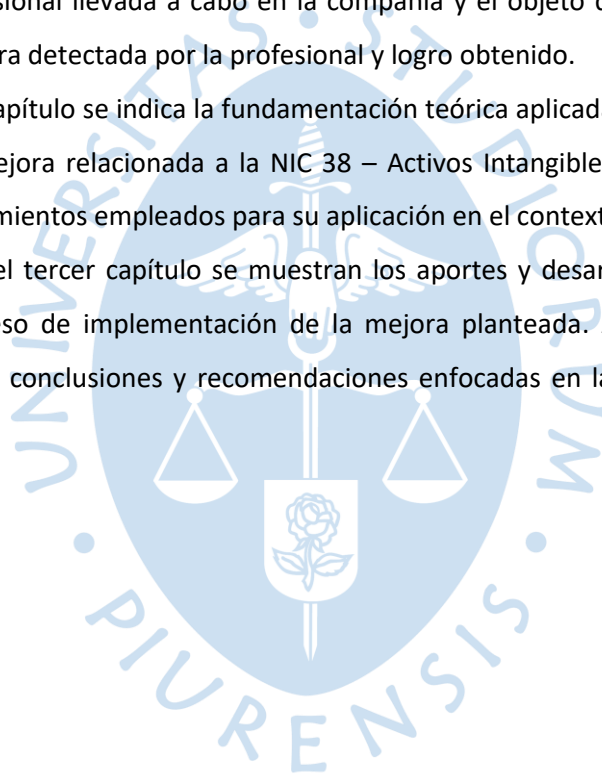 sional llevada a cabo en la compañía y el objeto d
ra detectada por la profesional y logro obtenido.
apítulo se indica la fundamentación teórica aplicad
ejora relacionada a la NIC 38 – Activos Intangible
mientos empleados para su aplicación en el context
el tercer capítulo se muestran los aportes y desar
eso de implementación de la mejora planteada.
conclusiones y recomendaciones enfocadas en la
UNIVERSITAS • STUDIORUM • PIURENSIS •